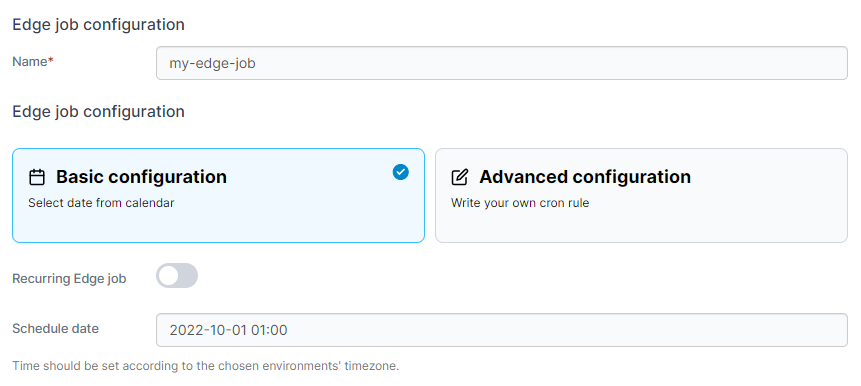 Edge job configuration
Name*
my-edge-job
Edge job configuration
Basic configuration
Select date from calendar
Advanced configuration
Write your own cron rule
Recurring Edge job
Schedule date
2022-10-01 01:00
Time should be set according to the chosen environments' timezone.